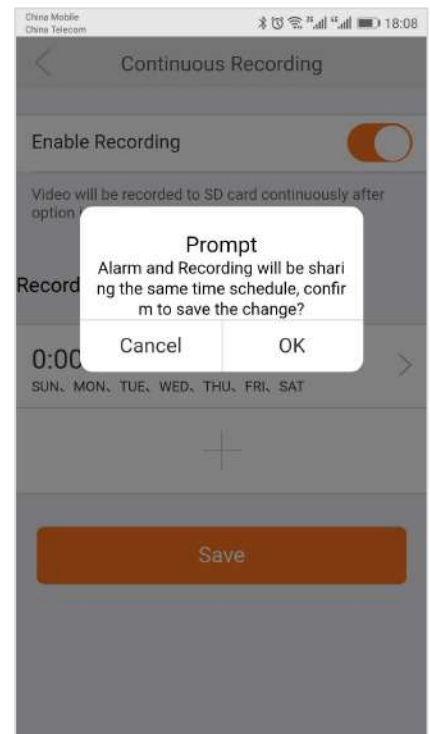 China Mobile
China Telecom
18:08
Continuous Recording
Enable Recording
Video will be recorded to SD card continuously after
option
Prompt
Alarm and Recording will be shari
ng the same time schedule, confir
m to save the change?
Record
Cancel
OK
0:00
SUN、MON、TUE、WED、THU、FRI、SAT
Save